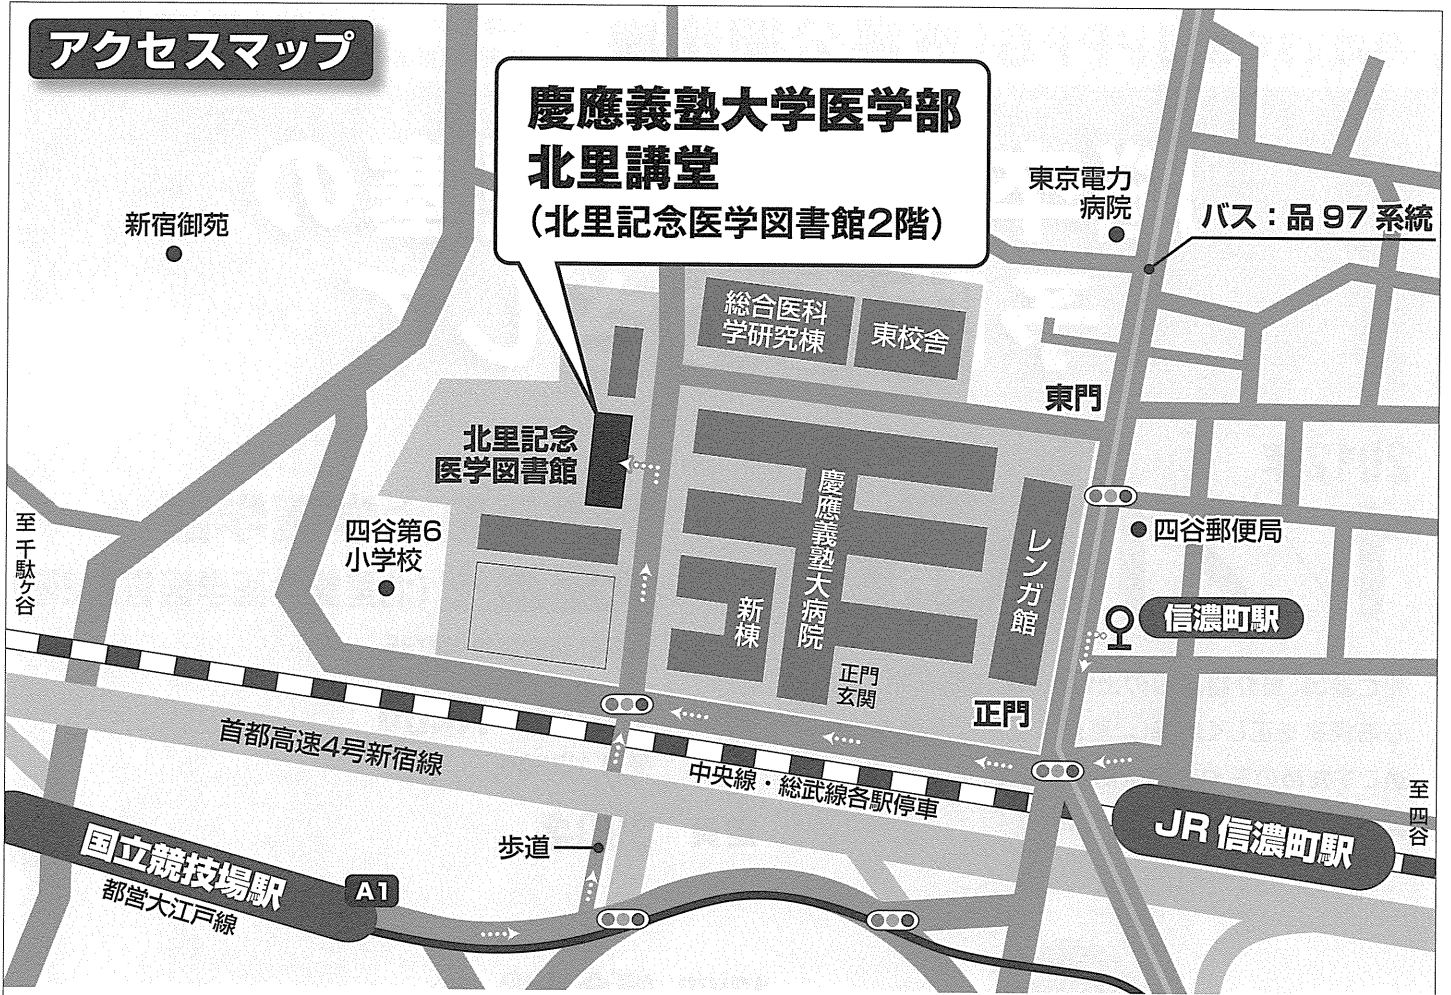 アクセスマップ
慶應義塾大学医学部
北里講堂
(北里記念医学図書館2階)
新宿御苑
東京電力
病院
バス:品97系統
総合医科
学研究棟
東校舎
東門
北里記念
医学図書館
四谷第6
小学校
慶應義塾大病院
レンガ館
四谷郵便局
信濃町駅
新棟
正門
玄関
正門
至 千駄ヶ谷
首都高速4号新宿線
中央線・総武線各駅停車
至 四谷
JR 信濃町駅
歩道
国立競技場駅
都営大江戸線
A1